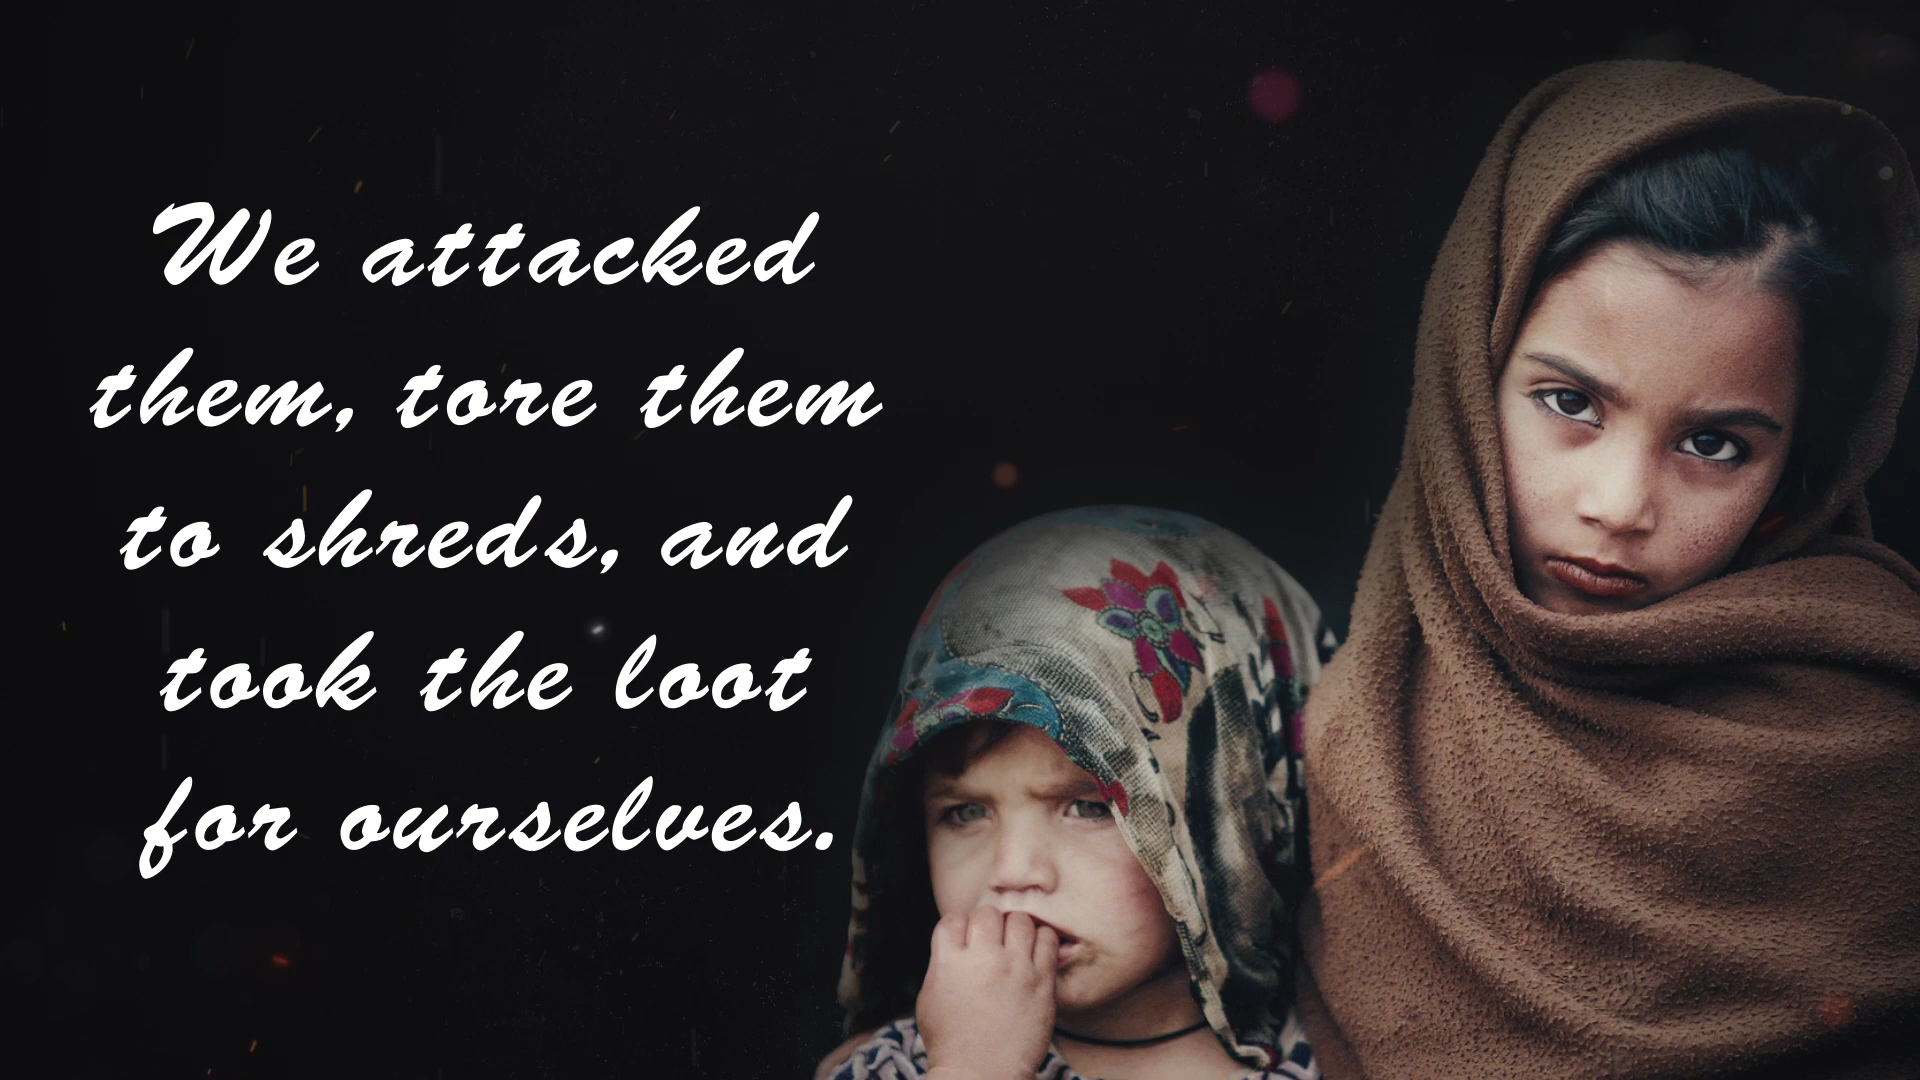 We attacked
them, tore them
to shreds, and
took the loot
for ourselves.